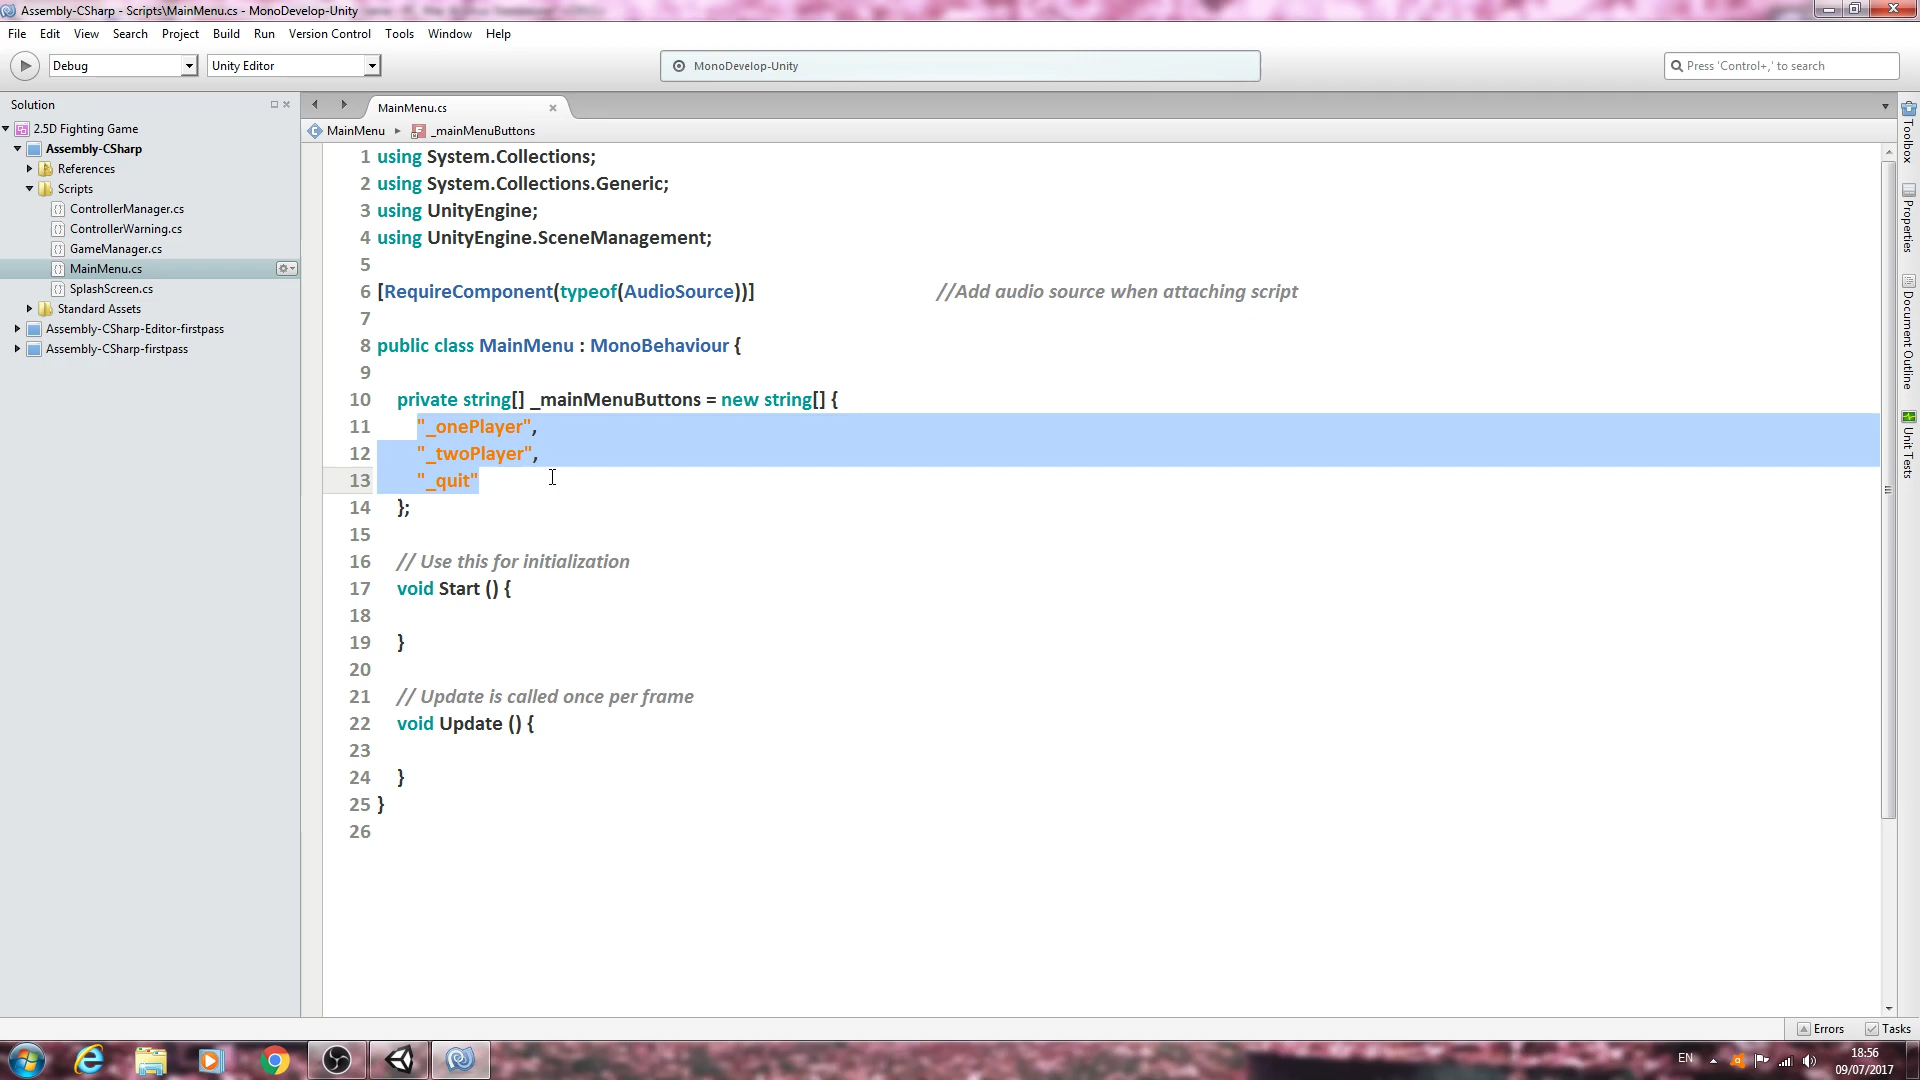 Assembly-CSharp - Scripts\MainMenu.cs - MonoDevelop-Unity
File Edit View Search Project Build Run Version Control Tools Window Help
Debug Unity Editor MonoDevelop-Unity Press 'Control+,' to search
Solution
2.5D Fighting Game
Assembly-CSharp
References
Scripts
ControllerManager.cs
ControllerWarning.cs
GameManager.cs
MainMenu.cs
SplashScreen.cs
Standard Assets
Assembly-CSharp-Editor-firstpass
Assembly-CSharp-firstpass
MainMenu.cs
MainMenu _mainMenuButtons
1 using System.Collections;
2 using System.Collections.Generic;
3 using UnityEngine;
4 using UnityEngine.SceneManagement;
5
6 [RequireComponent(typeof(AudioSource))] //Add audio source when attaching script
7
8 public class MainMenu : MonoBehaviour {
9
10 private string[] _mainMenuButtons = new string[] {
11 "_onePlayer",
12 "_twoPlayer",
13 "_quit"
14 };
15
16 // Use this for initialization
17 void Start () {
18
19 }
20
21 // Update is called once per frame
22 void Update () {
23
24 }
25 }
26
Toolbox
Properties
Document Outline
Unit Tests
Errors Tasks
EN
18:56
09/07/2017